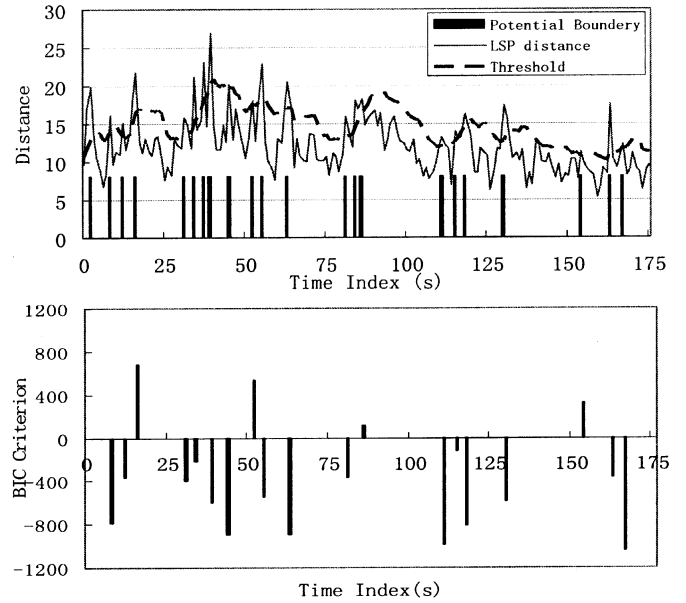 30
25
20
15
10
5
0
Distance
Potential Boundery
LSP distance
Threshold
0 25 50 75 100 125 150 175
Time Index (s)
1200
800
400
0
-400
-800
-1200
BIC Criterion
0 25 50 75 100 125 150 175
Time Index(s)